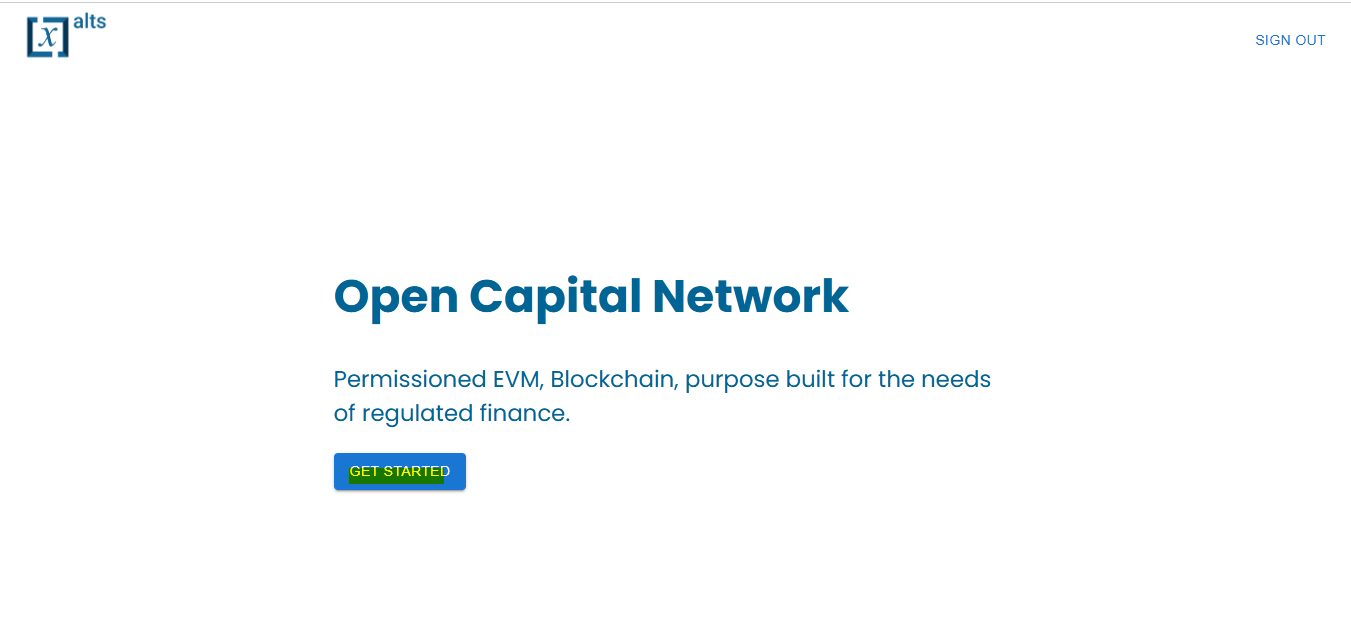 [x] alts
SIGN OUT
Open Capital Network
Permissioned EVM, Blockchain, purpose built for the needs
of regulated finance.
GET STARTED